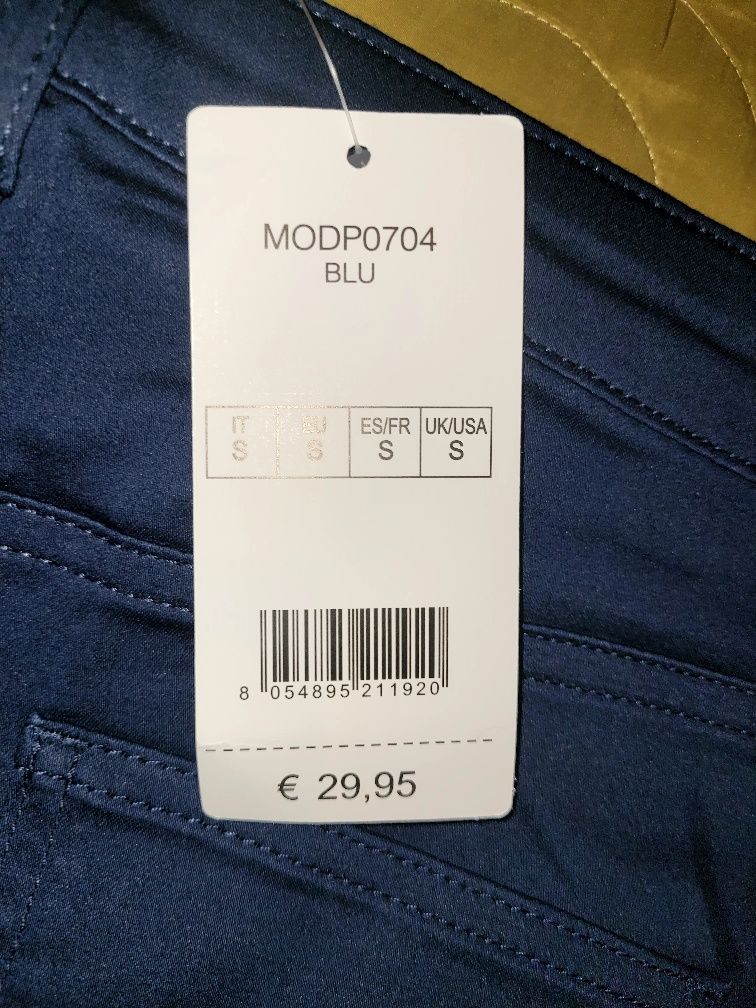 MODP0704
BLU
IT EU ES/FR UK/USA
S S S S
8 054895 211920
€ 29,95